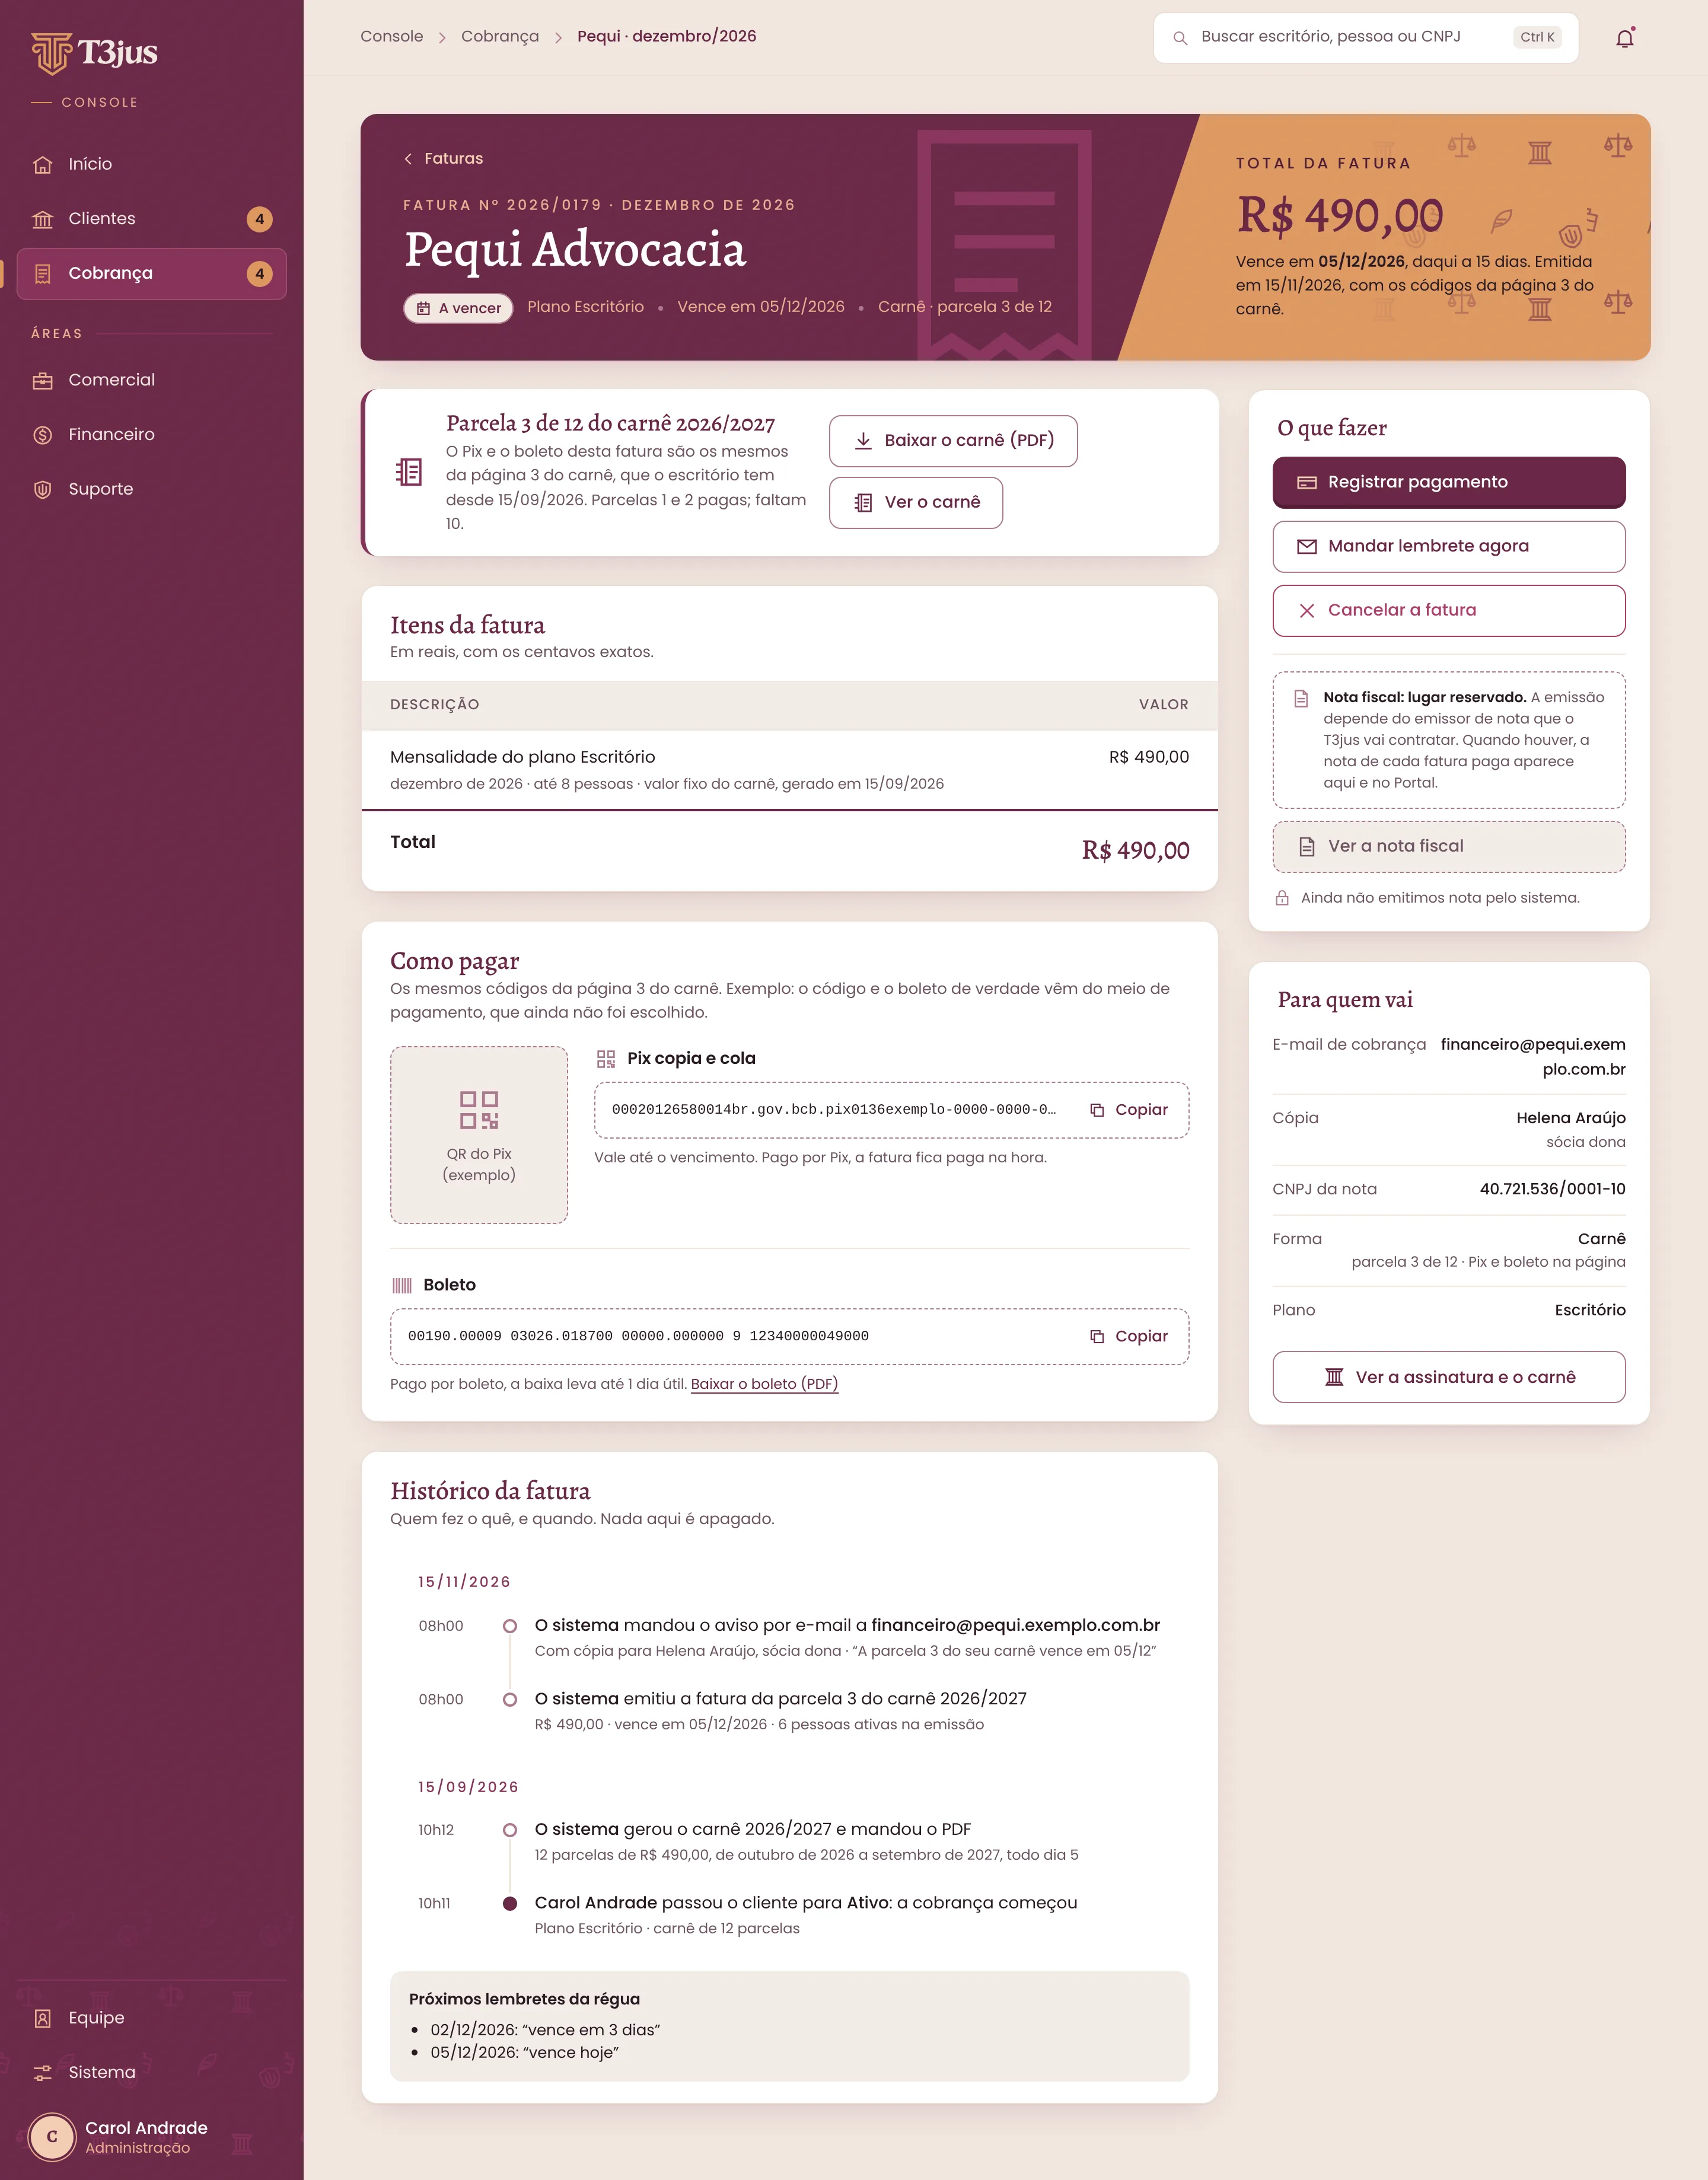 T3jus
CONSOLE
Início
Clientes 4
Cobrança 4
ÁREAS
Comercial
Financeiro
Suporte
Equipe
Sistema
C
Carol Andrade
Administração
Console > Cobrança > Pequi · dezembro/2026
Buscar escritório, pessoa ou CNPJ Ctrl K
Faturas
FATURA Nº 2026/0179 · DEZEMBRO DE 2026
Pequi Advocacia
A vencer Plano Escritório • Vence em 05/12/2026 • Carnê · parcela 3 de 12
TOTAL DA FATURA
R$ 490,00
Vence em 05/12/2026, daqui a 15 dias. Emitida
em 15/11/2026, com os códigos da página 3 do
carnê.
Parcela 3 de 12 do carnê 2026/2027
O Pix e o boleto desta fatura são os mesmos
da página 3 do carnê, que o escritório tem
desde 15/09/2026. Parcelas 1 e 2 pagas; faltam
10.
Baixar o carnê (PDF)
Ver o carnê
Itens da fatura
Em reais, com os centavos exatos.
DESCRIÇÃO VALOR
Mensalidade do plano Escritório R$ 490,00
dezembro de 2026 · até 8 pessoas · valor fixo do carnê, gerado em 15/09/2026
Total R$ 490,00
Como pagar
Os mesmos códigos da página 3 do carnê. Exemplo: o código e o boleto de verdade vêm do meio de
pagamento, que ainda não foi escolhido.
QR do Pix
(exemplo)
Pix copia e cola
00020126580014br.gov.bcb.pix0136exemplo-0000-0000-0… Copiar
Vale até o vencimento. Pago por Pix, a fatura fica paga na hora.
Boleto
00190.00009 03026.018700 00000.000000 9 12340000049000 Copiar
Pago por boleto, a baixa leva até 1 dia útil. Baixar o boleto (PDF)
Histórico da fatura
Quem fez o quê, e quando. Nada aqui é apagado.
15/11/2026
08h00 O sistema mandou o aviso por e-mail a financeiro@pequi.exemplo.com.br
Com cópia para Helena Araújo, sócia dona · “A parcela 3 do seu carnê vence em 05/12”
08h00 O sistema emitiu a fatura da parcela 3 do carnê 2026/2027
R$ 490,00 · vence em 05/12/2026 · 6 pessoas ativas na emissão
15/09/2026
10h12 O sistema gerou o carnê 2026/2027 e mandou o PDF
12 parcelas de R$ 490,00, de outubro de 2026 a setembro de 2027, todo dia 5
10h11 Carol Andrade passou o cliente para Ativo: a cobrança começou
Plano Escritório · carnê de 12 parcelas
Próximos lembretes da régua
• 02/12/2026: “vence em 3 dias”
• 05/12/2026: “vence hoje”
O que fazer
Registrar pagamento
Mandar lembrete agora
Cancelar a fatura
Nota fiscal: lugar reservado. A emissão
depende do emissor de nota que o
T3jus vai contratar. Quando houver, a
nota de cada fatura paga aparece
aqui e no Portal.
Ver a nota fiscal
Ainda não emitimos nota pelo sistema.
Para quem vai
E-mail de cobrança financeiro@pequi.exem
plo.com.br
Cópia Helena Araújo
sócia dona
CNPJ da nota 40.721.536/0001-10
Forma Carnê
parcela 3 de 12 · Pix e boleto na página
Plano Escritório
Ver a assinatura e o carnê